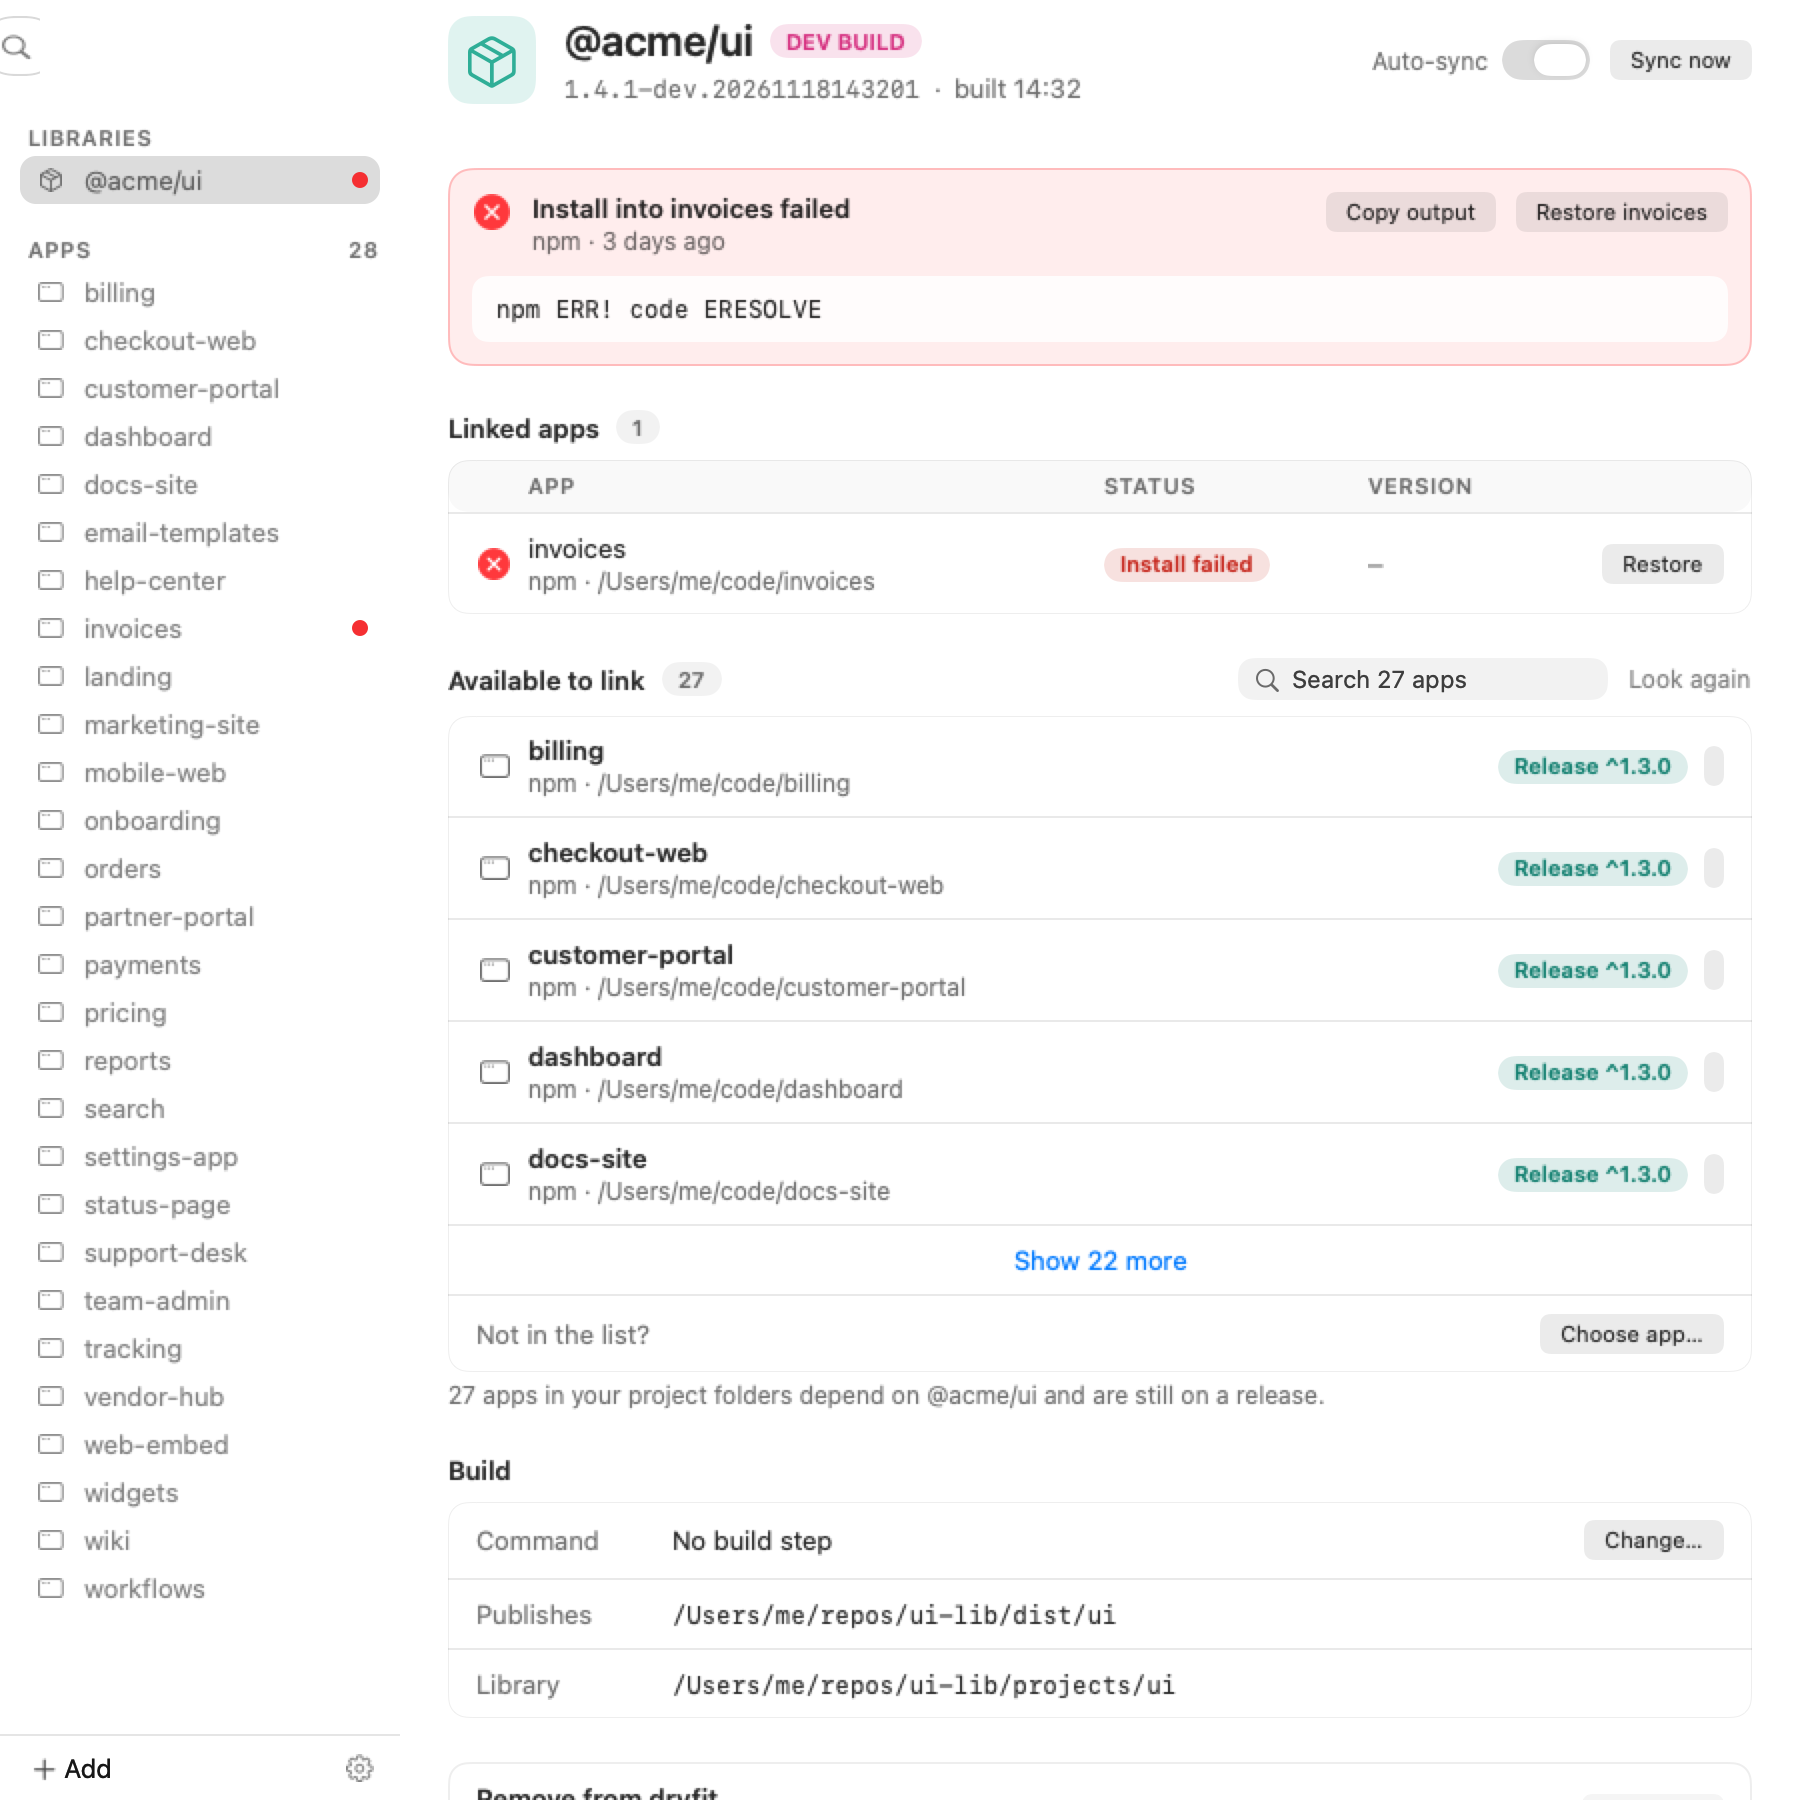 LIBRARIES
@acme/ui
APPS 28
billing
checkout-web
customer-portal
dashboard
docs-site
email-templates
help-center
invoices
landing
marketing-site
mobile-web
onboarding
orders
partner-portal
payments
pricing
reports
search
settings-app
status-page
support-desk
team-admin
tracking
vendor-hub
web-embed
widgets
wiki
workflows
+ Add
@acme/ui DEV BUILD
1.4.1-dev.20261118143201 · built 14:32
Auto-sync Sync now
Install into invoices failed
npm · 3 days ago
Copy output Restore invoices
npm ERR! code ERESOLVE
Linked apps 1
APP STATUS VERSION
invoices
npm · /Users/me/code/invoices
Install failed – Restore
Available to link 27
Search 27 apps Look again
billing
npm · /Users/me/code/billing
Release ^1.3.0
checkout-web
npm · /Users/me/code/checkout-web
Release ^1.3.0
customer-portal
npm · /Users/me/code/customer-portal
Release ^1.3.0
dashboard
npm · /Users/me/code/dashboard
Release ^1.3.0
docs-site
npm · /Users/me/code/docs-site
Release ^1.3.0
Show 22 more
Not in the list? Choose app...
27 apps in your project folders depend on @acme/ui and are still on a release.
Build
Command No build step Change...
Publishes /Users/me/repos/ui-lib/dist/ui
Library /Users/me/repos/ui-lib/projects/ui
Remove from dryfit